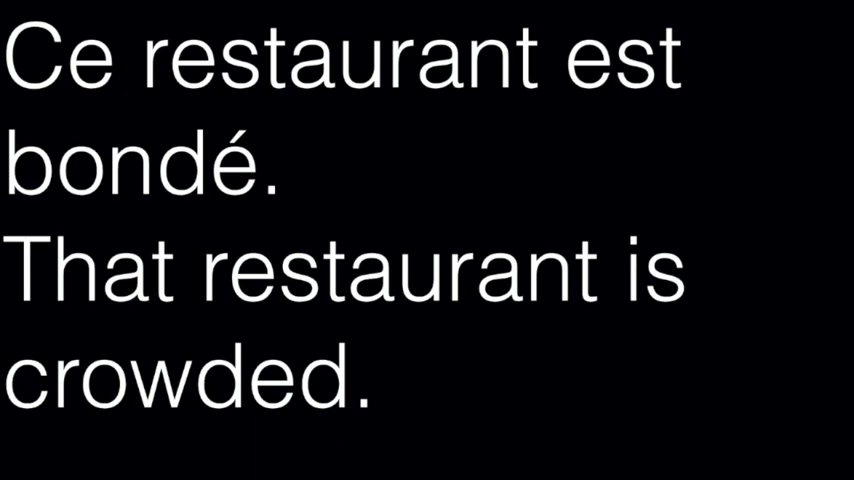 Ce restaurant est
bondé.
That restaurant is
crowded.